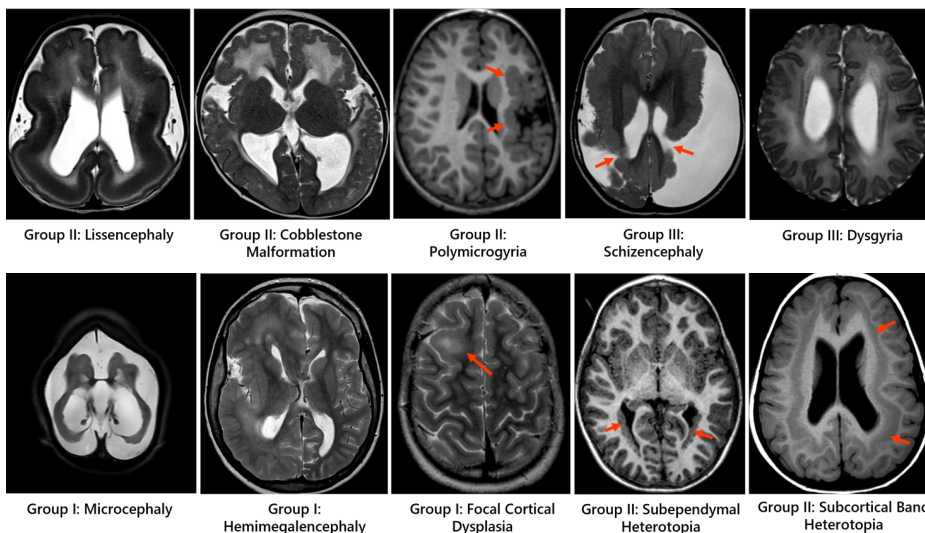 Group II: Lissencephaly
Group II: Cobblestone
Malformation
Group II:
Polymicrogyria
Group III:
Schizencephaly
Group III: Dysgyria
Group I: Microcephaly
Group I:
Hemimegalencephaly
Group I: Focal Cortical
Dysplasia
Group II: Subependymal
Heterotopia
Group II: Subcortical Band
Heterotopia